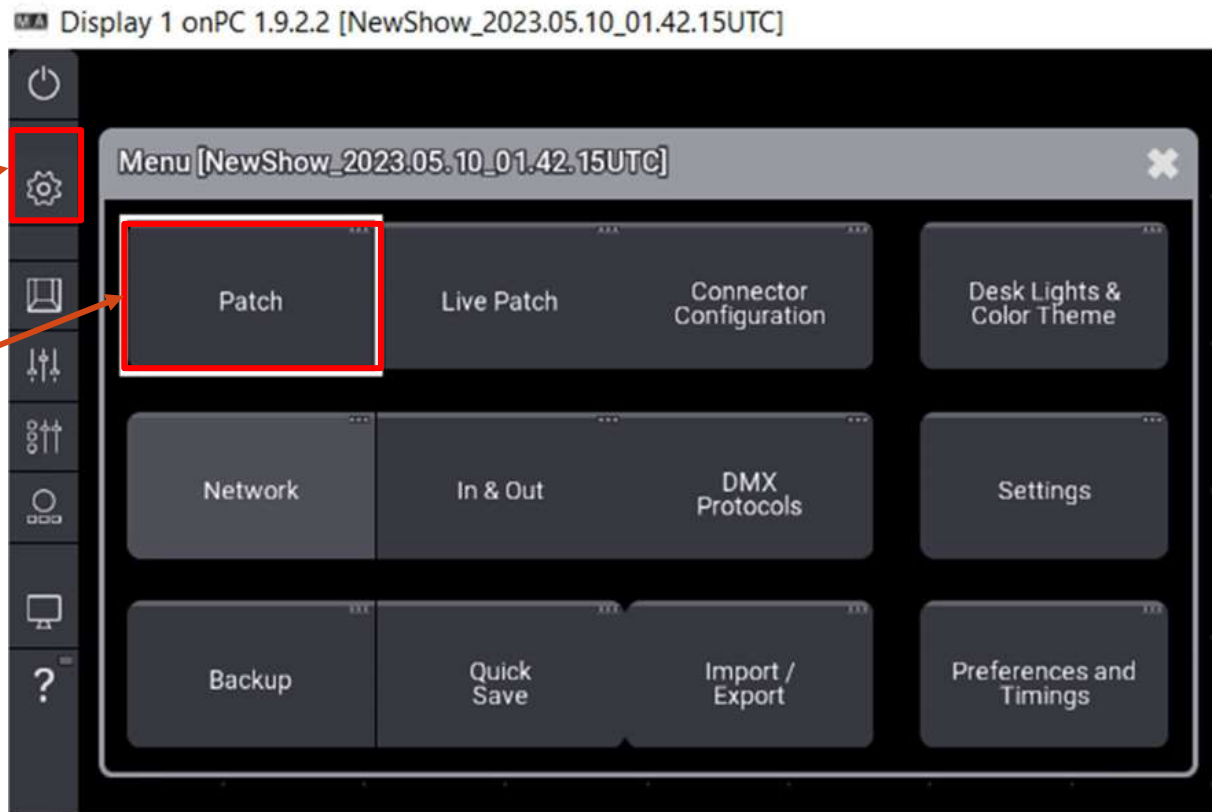 MA Display 1 onPC 1.9.2.2 [NewShow_2023.05.10_01.42.15UTC]
Menu [NewShow_2023.05.10_01.42.15UTC]
Patch
Live Patch
Connector
Configuration
Desk Lights &
Color Theme
Network
In & Out
DMX
Protocols
Settings
Backup
Quick
Save
Import /
Export
Preferences and
Timings
?